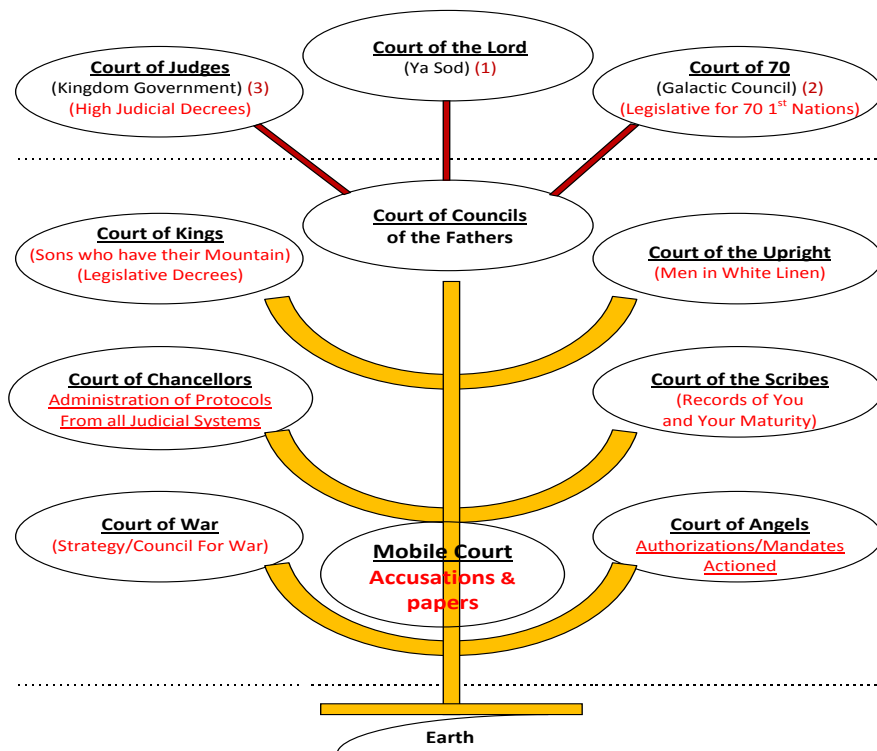 Court of the Lord
(Ya Sod) (1)
Court of Judges
(Kingdom Government) (3)
(High Judicial Decrees)
Court of 70
(Galactic Council) (2)
(Legislative for 70 1st Nations)
Court of Councils
of the Fathers
Court of Kings
(Sons who have their Mountain)
(Legislative Decrees)
Court of the Upright
(Men in White Linen)
Court of Chancellors
Administration of Protocols
From all Judicial Systems
Court of the Scribes
(Records of You
and Your Maturity)
Court of War
(Strategy/Council For War)
Mobile Court
Accusations &
papers
Court of Angels
Authorizations/Mandates
Actioned
Earth